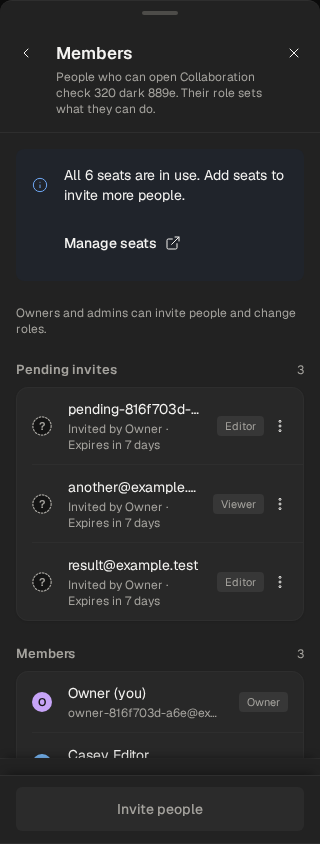 Members
People who can open Collaboration
check 320 dark 889e. Their role sets
what they can do.
All 6 seats are in use. Add seats to
invite more people.
Manage seats
Owners and admins can invite people and change
roles.
Pending invites 3
pending-816f703d-...
Invited by Owner ·
Expires in 7 days
Editor
another@example....
Invited by Owner ·
Expires in 7 days
Viewer
result@example.test
Invited by Owner ·
Expires in 7 days
Editor
Members 3
O
Owner (you)
owner-816f703d-a6e@ex...
Owner
Casey Editor
Invite people